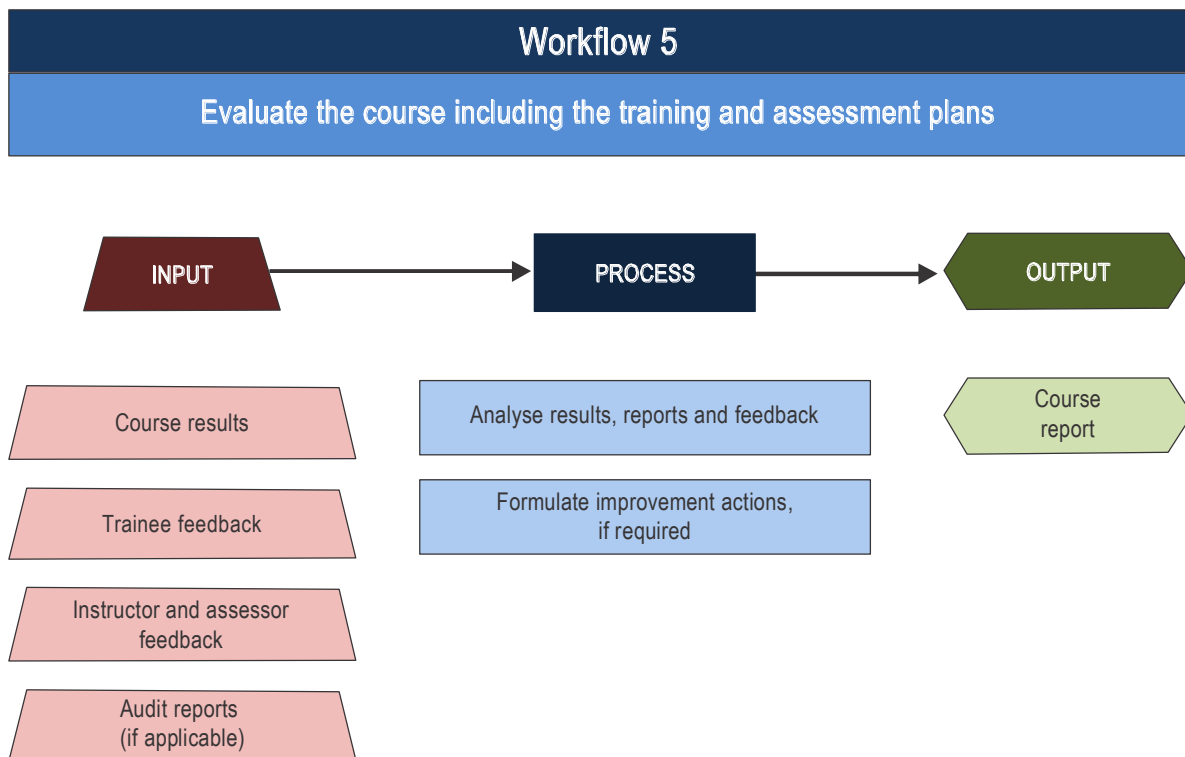 Workflow 5
Evaluate the course including the training and assessment plans
INPUT
PROCESS
OUTPUT
Course results
Trainee feedback
Instructor and assessor
feedback
Audit reports
(if applicable)
Analyse results, reports and feedback
Formulate improvement actions,
if required
Course
report